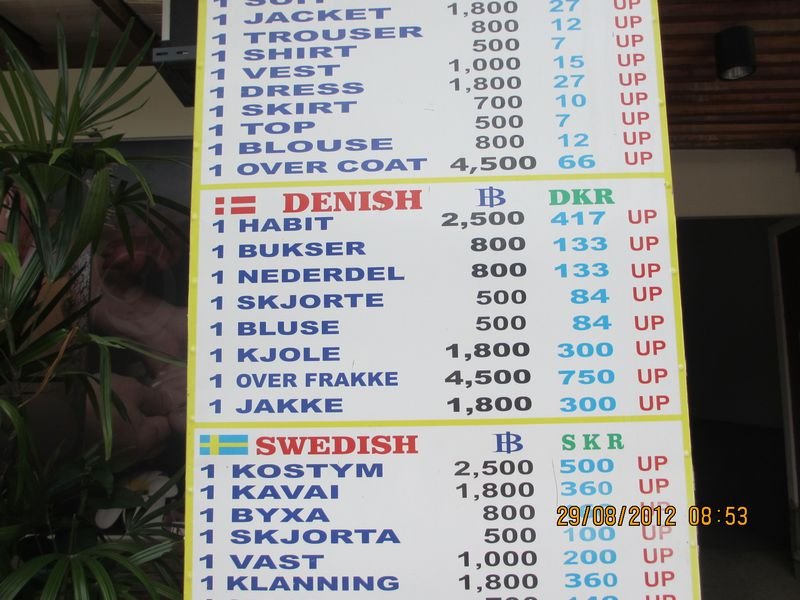 1 SUIT UP
1 JACKET 1,800 27 UP
1 TROUSER 800 12 UP
1 SHIRT 500 7 UP
1 VEST 1,000 15 UP
1 DRESS 1,800 27 UP
1 SKIRT 700 10 UP
1 TOP 500 7 UP
1 BLOUSE 800 12 UP
1 OVER COAT 4,500 66 UP
DENISH B DKR
1 HABIT 2,500 417 UP
1 BUKSER 800 133 UP
1 NEDERDEL 800 133 UP
1 SKJORTE 500 84 UP
1 BLUSE 500 84 UP
1 KJOLE 1,800 300 UP
1 OVER FRAKKE 4,500 750 UP
1 JAKKE 1,800 300 UP
SWEDISH B SKR
1 KOSTYM 2,500 500 UP
1 KAVAI 1,800 360 UP
1 BYXA 800 UP
1 SKJORTA 500 100 UP
1 VAST 1,000 200 UP
1 KLANNING 1,800 360 UP
29/08/2012 08:53